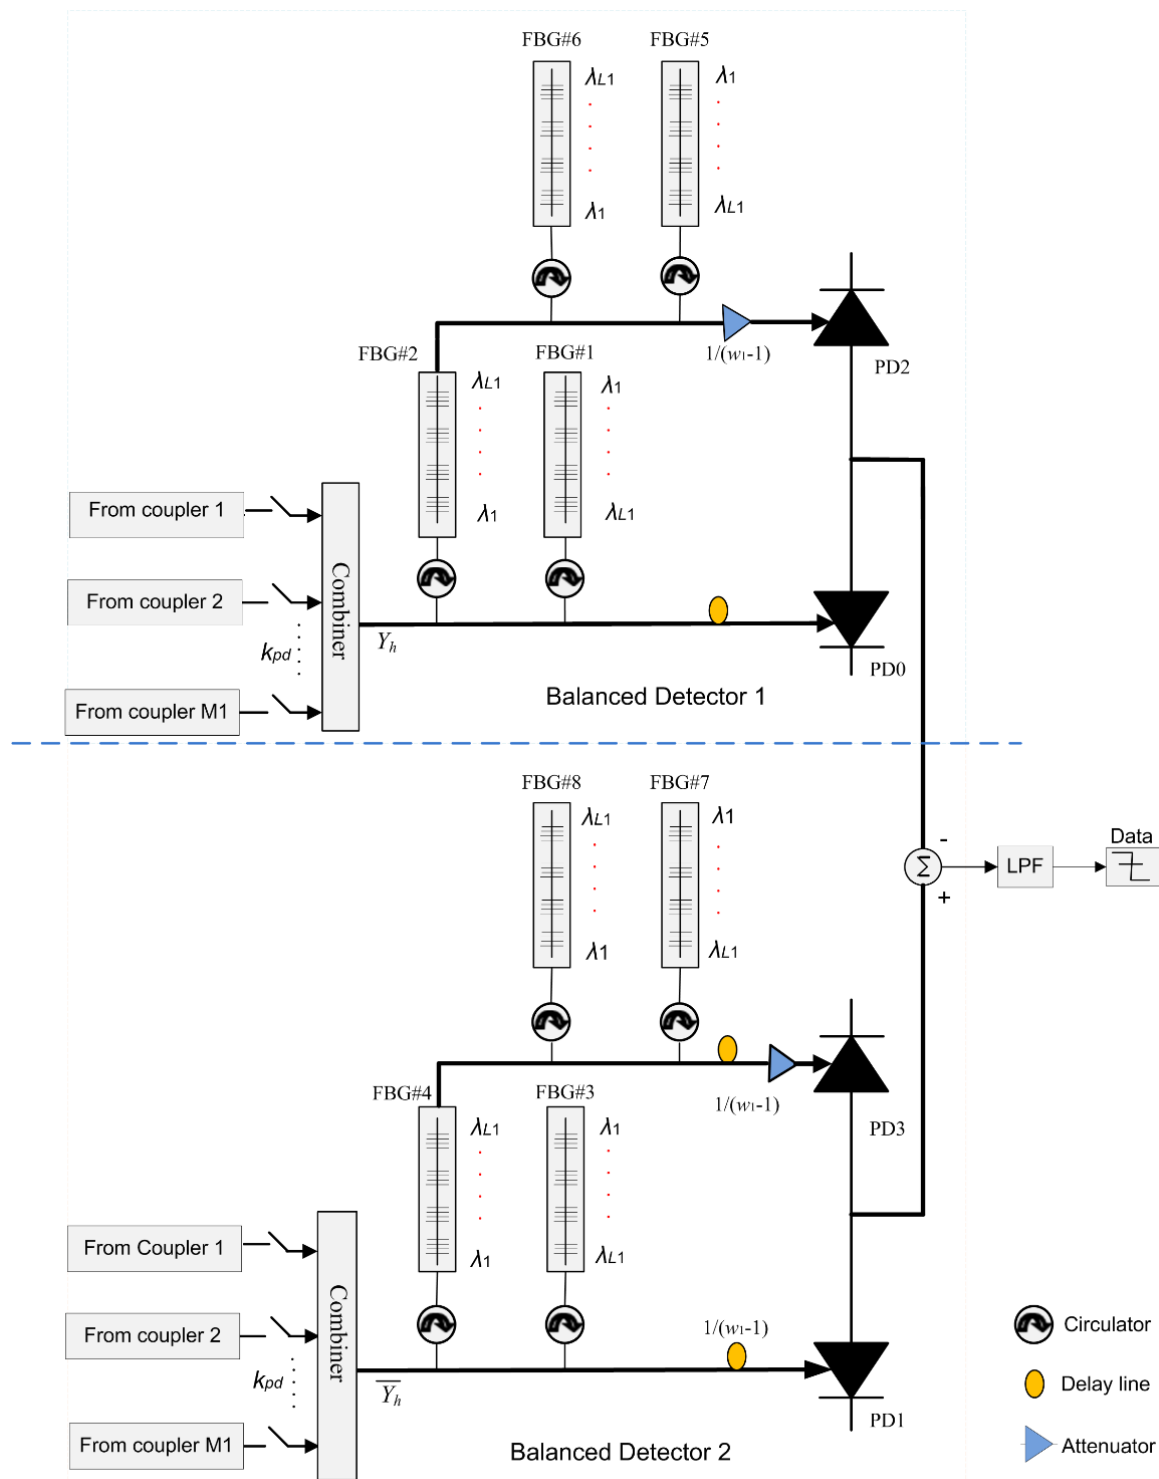 FBG#6
FBG#5
λL1
λ1
λ1
λL1
FBG#2
FBG#1
1/(w1-1)
PD2
λL1
λ1
λ1
λL1
From coupler 1
From coupler 2
kpd
From coupler M1
Combiner
Yh
PD0
Balanced Detector 1
FBG#8
FBG#7
λL1
λ1
λ1
λL1
-
Σ
+
LPF
Data
FBG#4
FBG#3
1/(w1-1)
PD3
λL1
λ1
λ1
λL1
From Coupler 1
From coupler 2
kpd
From coupler M1
Combiner
1/(w1-1)
Y̅h
PD1
Balanced Detector 2
Circulator
Delay line
Attenuator